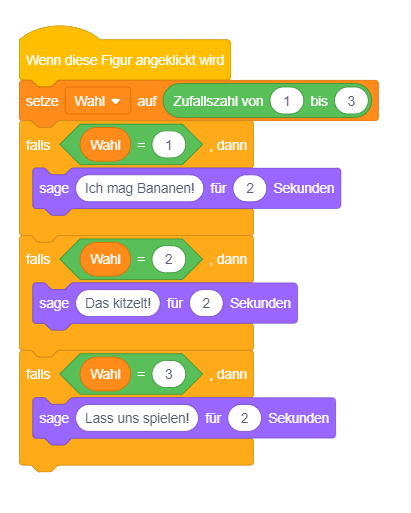 Wenn diese Figur angeklickt wird
setze Wahl auf Zufallszahl von 1 bis 3
falls Wahl = 1 , dann
sage Ich mag Bananen! für 2 Sekunden
falls Wahl = 2 , dann
sage Das kitzelt! für 2 Sekunden
falls Wahl = 3 , dann
sage Lass uns spielen! für 2 Sekunden